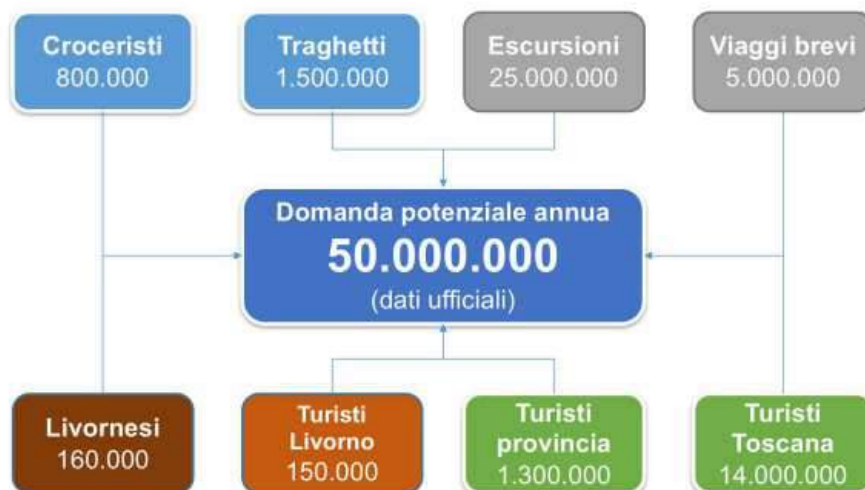 Croceristi
800.000
Traghetti
1.500.000
Escursioni
25.000.000
Viaggi brevi
5.000.000
Domanda potenziale annua
50.000.000
(dati ufficiali)
Livornesi
160.000
Turisti
Livorno
150.000
Turisti
provincia
1.300.000
Turisti
Toscana
14.000.000